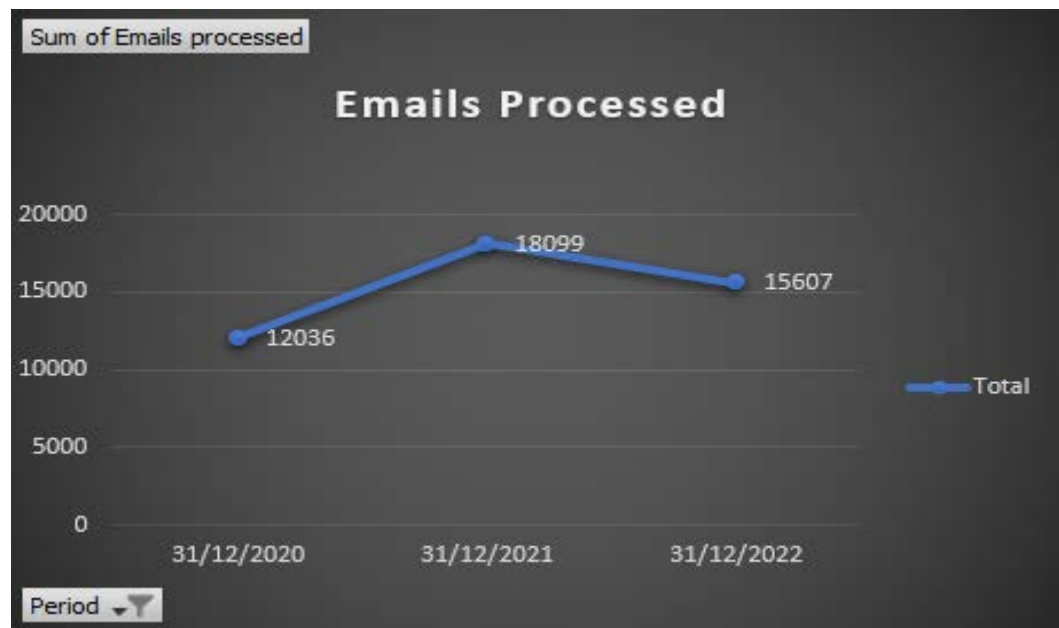 Sum of Emails processed
Emails Processed
20000
18099
15000
15607
12036
10000
Total
5000
0
31/12/2020 31/12/2021 31/12/2022
Period